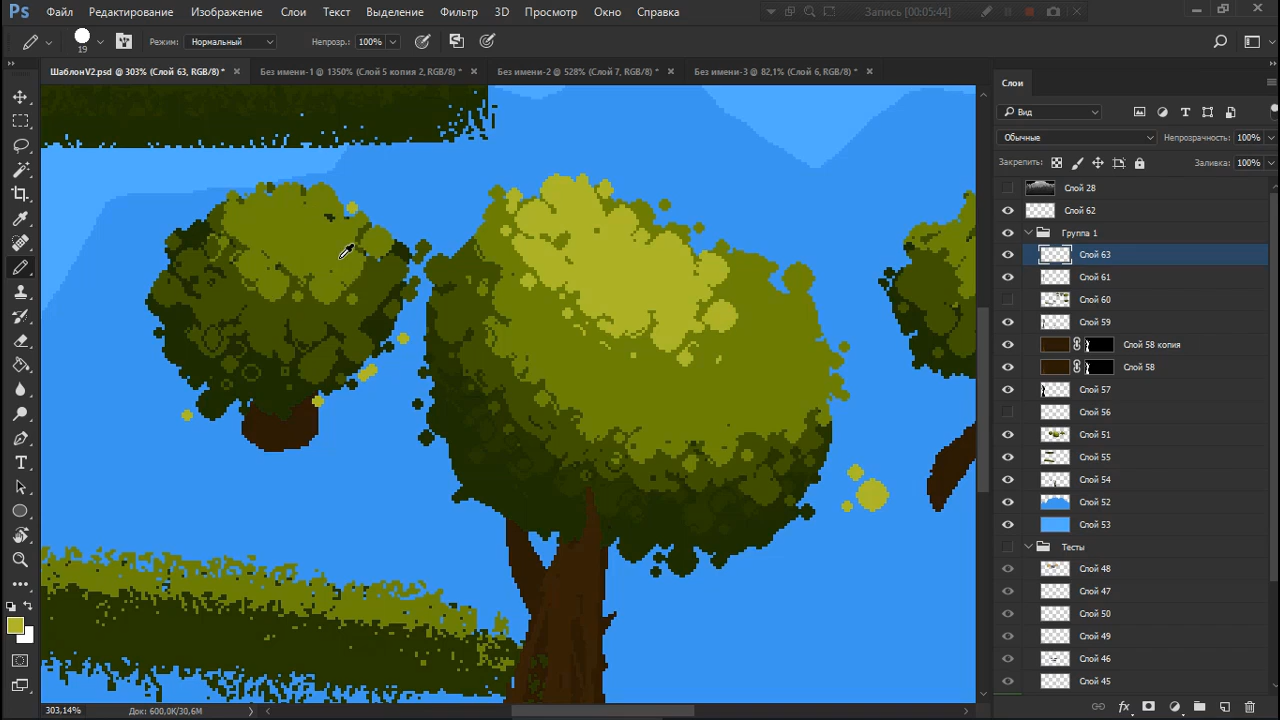 Ps Файл Редактирование Изображение Слои Текст Выделение Фильтр 3D Просмотр Окно Справка Запись [00:05:44]
19 Режим: Нормальный Непрозр.: 100%
ШаблонV2.psd @ 303% (Слой 63, RGB/8) * Без имени-1 @ 1350% (Слой 5 копия 2, RGB/8) * Без имени-2 @ 528% (Слой 7, RGB/8) * Без имени-3 @ 82,1% (Слой 6, RGB/8) *
Слои
Вид
Обычные Непрозрачность: 100%
Закрепить: Заливка: 100%
Слой 28
Слой 62
Группа 1
Слой 63
Слой 61
Слой 60
Слой 59
Слой 58 копия
Слой 58
Слой 57
Слой 56
Слой 51
Слой 55
Слой 54
Слой 52
Слой 53
Тесты
Слой 48
Слой 47
Слой 50
Слой 49
Слой 46
Слой 45
303,14% Док: 600,0K/30,6M
fx